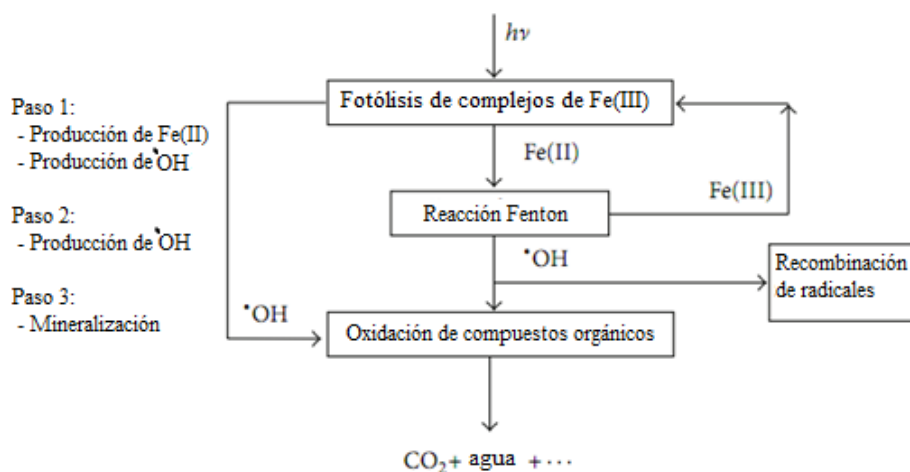 hν
Fotólisis de complejos de Fe(III)
Paso 1:
- Producción de Fe(II)
- Producción de •OH
Fe(II)
Fe(III)
Reacción Fenton
Paso 2:
- Producción de •OH
•OH
Recombinación
de radicales
Paso 3:
- Mineralización
•OH
Oxidación de compuestos orgánicos
CO₂+ agua + ⋯